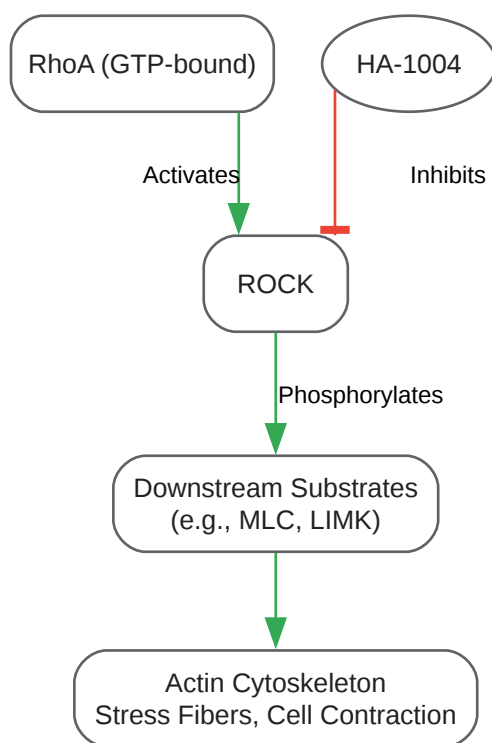 RhoA (GTP-bound)
HA-1004
Activates
Inhibits
ROCK
Phosphorylates
Downstream Substrates
(e.g., MLC, LIMK)
Actin Cytoskeleton
Stress Fibers, Cell Contraction